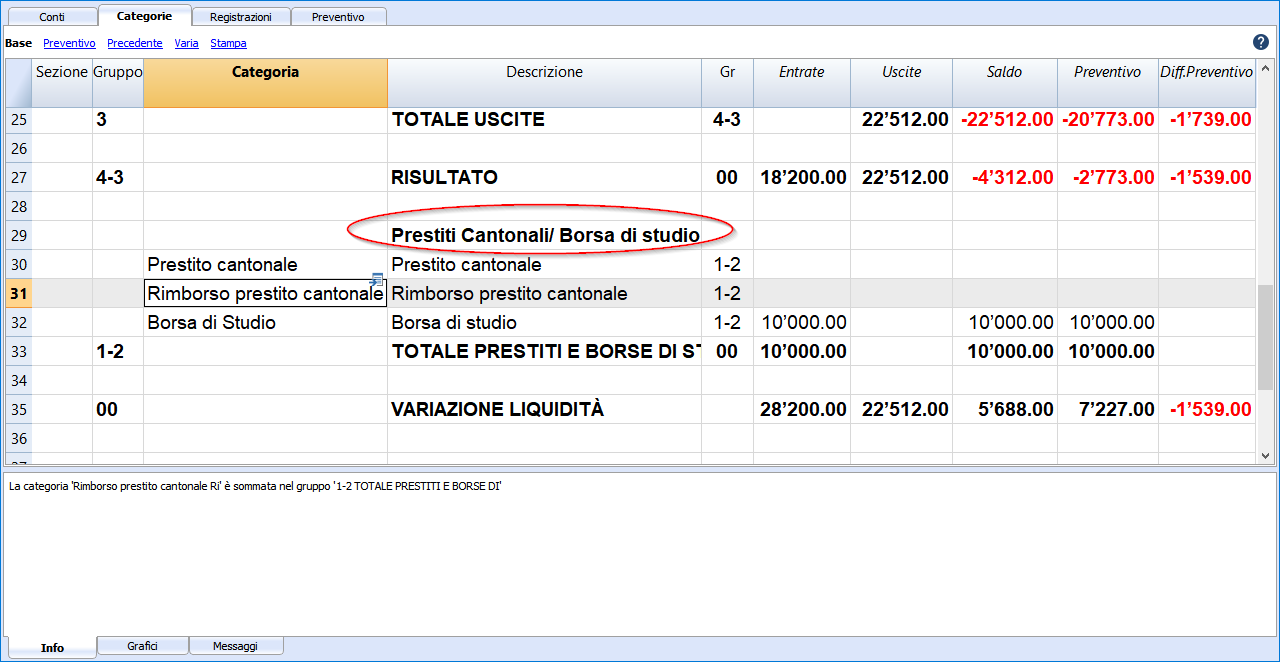 Conti Categorie Registrazioni Preventivo
Base Preventivo Precedente Varia Stampa ?
Sezione Gruppo Categoria Descrizione Gr Entrate Uscite Saldo Preventivo Diff.Preventivo
25 3 TOTALE USCITE 4-3 22’512.00 -22’512.00 -20’773.00 -1’739.00
26
27 4-3 RISULTATO 00 18’200.00 22’512.00 -4’312.00 -2’773.00 -1’539.00
28
29 Prestiti Cantonali/ Borsa di studio
30 Prestito cantonale Prestito cantonale 1-2
31 Rimborso prestito cantonale Rimborso prestito cantonale 1-2
32 Borsa di Studio Borsa di studio 1-2 10’000.00 10’000.00 10’000.00
33 1-2 TOTALE PRESTITI E BORSE DI ST 00 10’000.00 10’000.00 10’000.00
34
35 00 VARIAZIONE LIQUIDITÀ 28’200.00 22’512.00 5’688.00 7’227.00 -1’539.00
36
La categoria 'Rimborso prestito cantonale Ri' è sommata nel gruppo '1-2 TOTALE PRESTITI E BORSE DI'
Info Grafici Messaggi